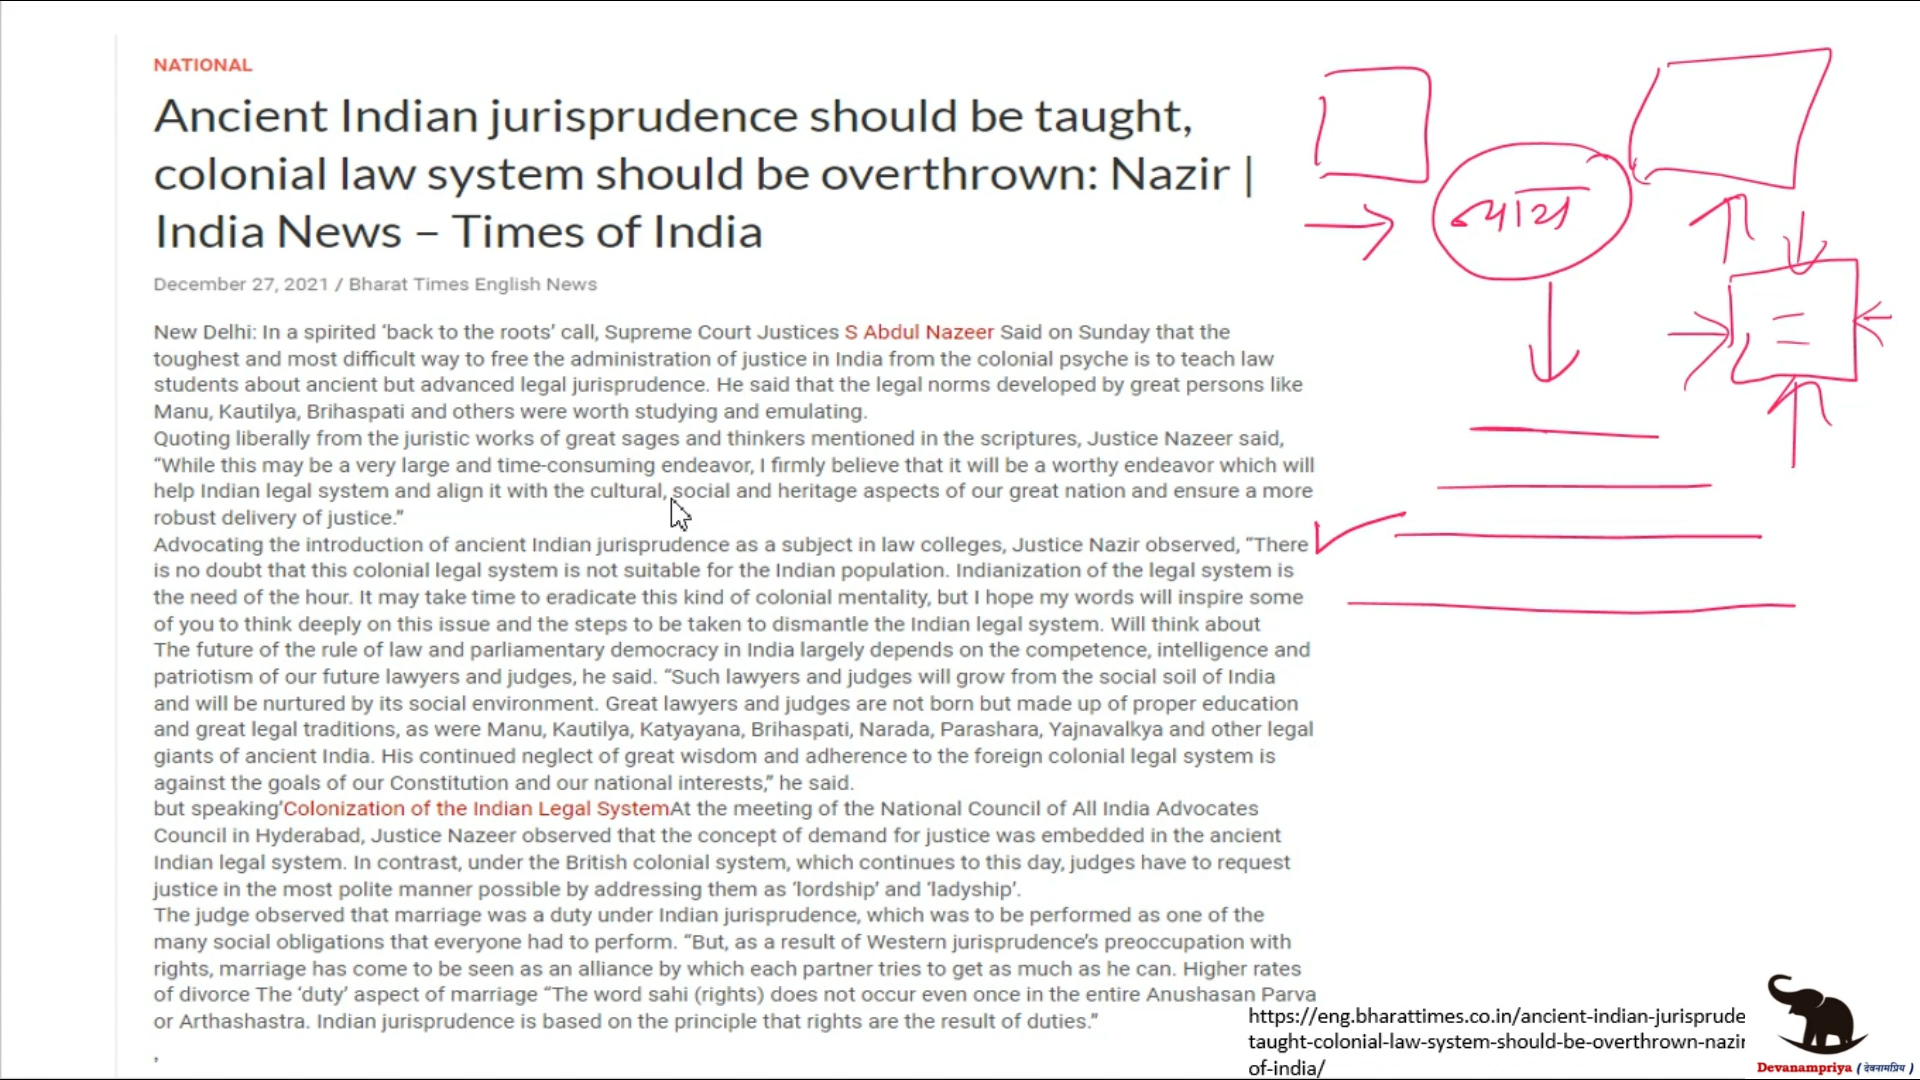 NATIONAL
Ancient Indian jurisprudence should be taught,
colonial law system should be overthrown: Nazir |
India News – Times of India
December 27, 2021 / Bharat Times English News
New Delhi: In a spirited ‘back to the roots’ call, Supreme Court Justices S Abdul Nazeer Said on Sunday that the
toughest and most difficult way to free the administration of justice in India from the colonial psyche is to teach law
students about ancient but advanced legal jurisprudence. He said that the legal norms developed by great persons like
Manu, Kautilya, Brihaspati and others were worth studying and emulating.
Quoting liberally from the juristic works of great sages and thinkers mentioned in the scriptures, Justice Nazeer said,
“While this may be a very large and time-consuming endeavor, I firmly believe that it will be a worthy endeavor which will
help Indian legal system and align it with the cultural, social and heritage aspects of our great nation and ensure a more
robust delivery of justice.”
Advocating the introduction of ancient Indian jurisprudence as a subject in law colleges, Justice Nazir observed, “There
is no doubt that this colonial legal system is not suitable for the Indian population. Indianization of the legal system is
the need of the hour. It may take time to eradicate this kind of colonial mentality, but I hope my words will inspire some
of you to think deeply on this issue and the steps to be taken to dismantle the Indian legal system. Will think about
The future of the rule of law and parliamentary democracy in India largely depends on the competence, intelligence and
patriotism of our future lawyers and judges, he said. “Such lawyers and judges will grow from the social soil of India
and will be nurtured by its social environment. Great lawyers and judges are not born but made up of proper education
and great legal traditions, as were Manu, Kautilya, Katyayana, Brihaspati, Narada, Parashara, Yajnavalkya and other legal
giants of ancient India. His continued neglect of great wisdom and adherence to the foreign colonial legal system is
against the goals of our Constitution and our national interests,” he said.
but speaking’Colonization of the Indian Legal SystemAt the meeting of the National Council of All India Advocates
Council in Hyderabad, Justice Nazeer observed that the concept of demand for justice was embedded in the ancient
Indian legal system. In contrast, under the British colonial system, which continues to this day, judges have to request
justice in the most polite manner possible by addressing them as ‘lordship’ and ‘ladyship’.
The judge observed that marriage was a duty under Indian jurisprudence, which was to be performed as one of the
many social obligations that everyone had to perform. “But, as a result of Western jurisprudence’s preoccupation with
rights, marriage has come to be seen as an alliance by which each partner tries to get as much as he can. Higher rates
of divorce The ‘duty’ aspect of marriage “The word sahi (rights) does not occur even once in the entire Anushasan Parva
or Arthashastra. Indian jurisprudence is based on the principle that rights are the result of duties.”
,
न्याय
https://eng.bharattimes.co.in/ancient-indian-jurisprude
taught-colonial-law-system-should-be-overthrown-nazir
of-india/
Devanampriya ( देवनामप्रिय )